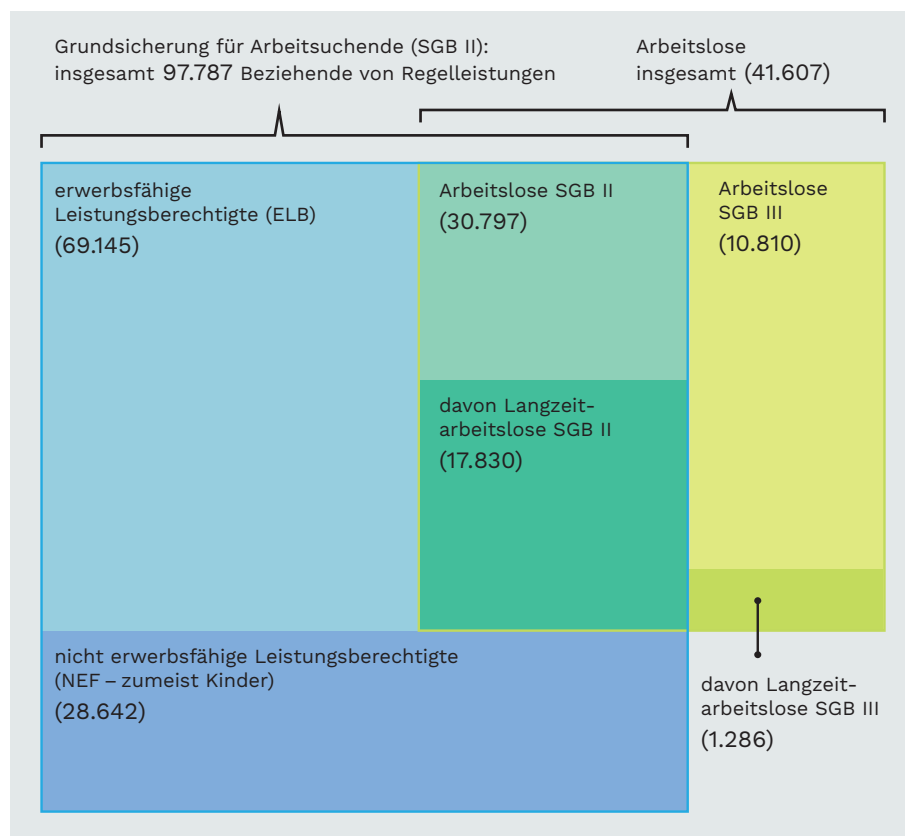 Grundsicherung für Arbeitsuchende (SGB II):
insgesamt 97.787 Beziehende von Regelleistungen
Arbeitslose
insgesamt (41.607)
erwerbsfähige
Leistungsberechtigte (ELB)
(69.145)
Arbeitslose SGB II
(30.797)
Arbeitslose
SGB III
(10.810)
davon Langzeit-
arbeitslose SGB II
(17.830)
nicht erwerbsfähige Leistungsberechtigte
(NEF – zumeist Kinder)
(28.642)
davon Langzeit-
arbeitslose SGB III
(1.286)